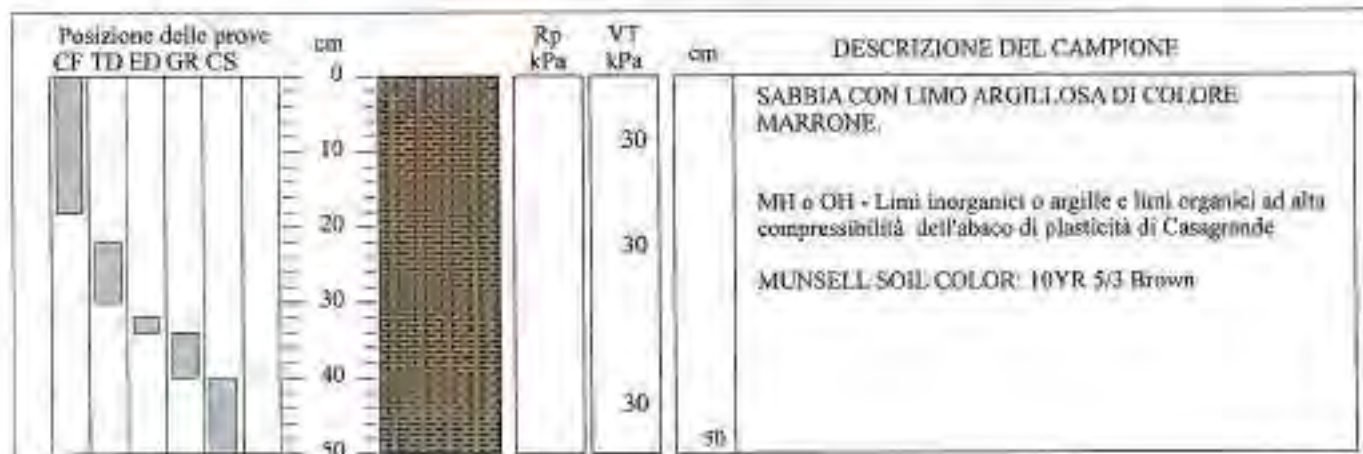 Posizione delle prove
CF TD ED GR CS
cm
Rp
kPa
VT
kPa
cm
DESCRIZIONE DEL CAMPIONE
0
10
20
30
40
50
30
30
30
50
SABBIA CON LIMO ARGILLOSA DI COLORE
MARRONE.
MH o OH - Limi inorganici o argille e limi organici ad alta
compressibilità dell'abaco di plasticità di Casagrande
MUNSELL SOIL COLOR: 10YR 5/3 Brown